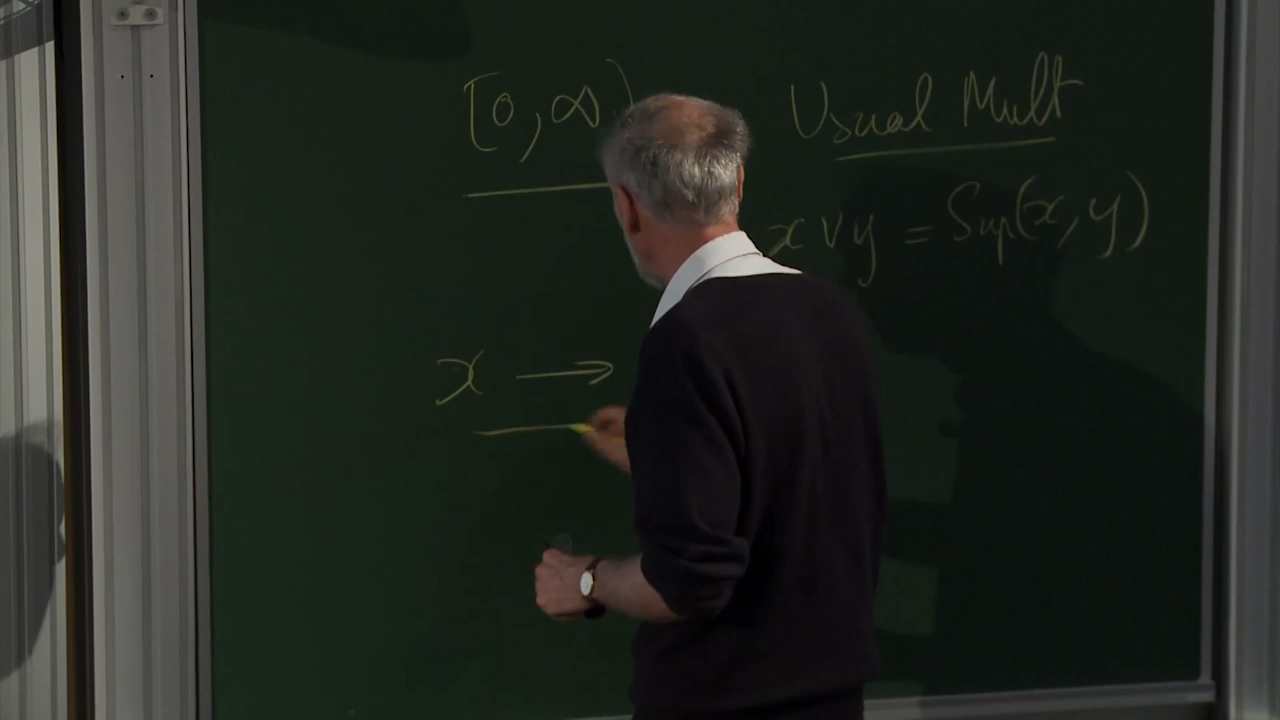 [0, ∞)
Usual Mult
x ∨ y = Sup(x, y)
x →